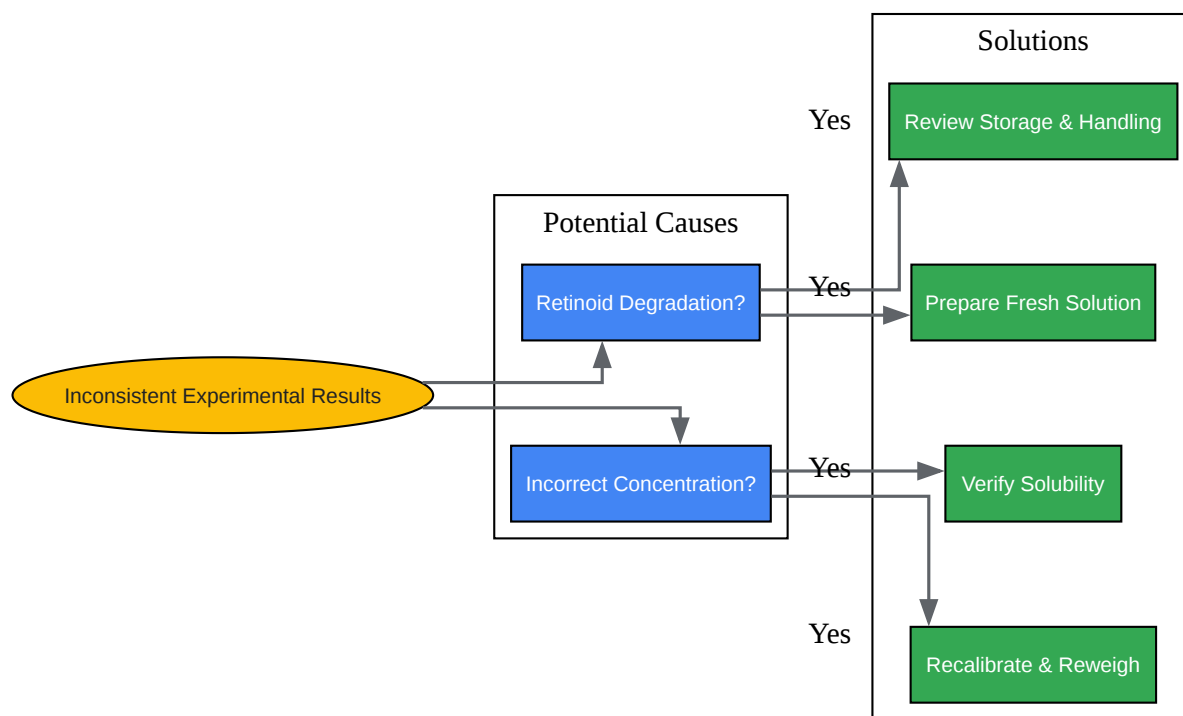 Solutions
Yes
Review Storage & Handling
Potential Causes
Retinoid Degradation?
Yes
Prepare Fresh Solution
Inconsistent Experimental Results
Incorrect Concentration?
Yes
Verify Solubility
Yes
Recalibrate & Reweigh